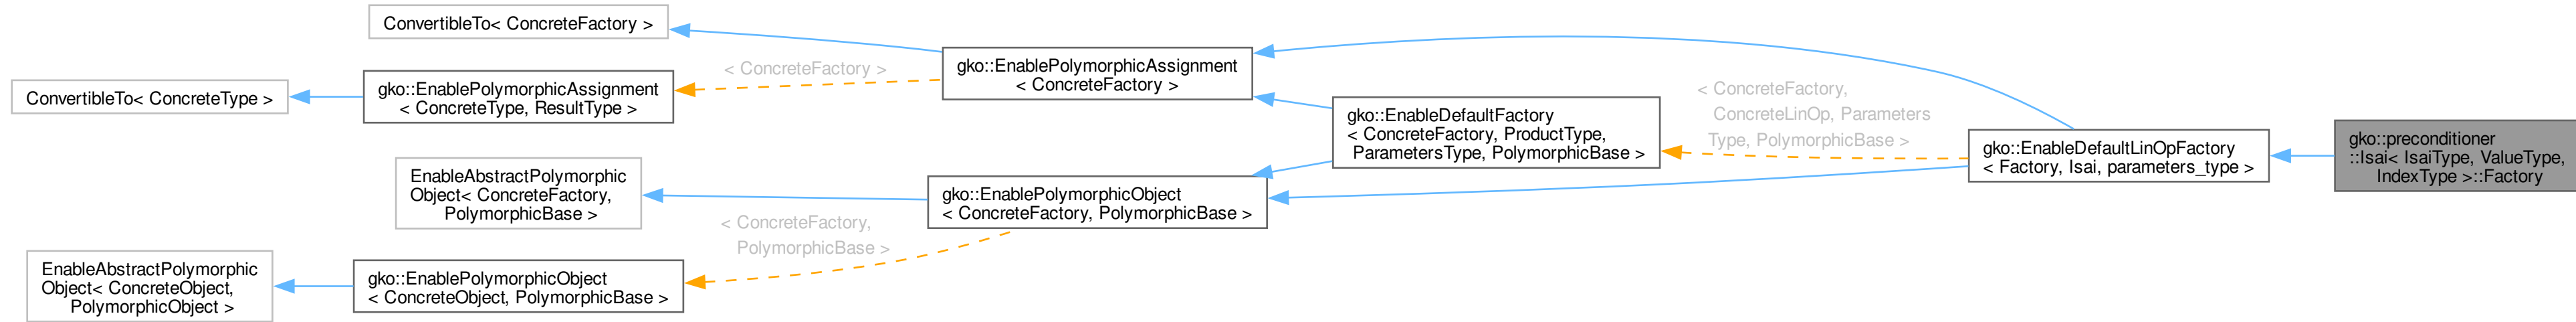 ConvertibleTo< ConcreteFactory >
ConvertibleTo< ConcreteType >
gko::EnablePolymorphicAssignment
< ConcreteType, ResultType >
< ConcreteFactory >
gko::EnablePolymorphicAssignment
< ConcreteFactory >
EnableAbstractPolymorphic
Object< ConcreteFactory,
PolymorphicBase >
EnableAbstractPolymorphic
Object< ConcreteObject,
PolymorphicObject >
gko::EnablePolymorphicObject
< ConcreteObject, PolymorphicBase >
< ConcreteFactory,
PolymorphicBase >
gko::EnablePolymorphicObject
< ConcreteFactory, PolymorphicBase >
gko::EnableDefaultFactory
< ConcreteFactory, ProductType,
ParametersType, PolymorphicBase >
< ConcreteFactory,
ConcreteLinOp, Parameters
Type, PolymorphicBase >
gko::EnableDefaultLinOpFactory
< Factory, Isai, parameters_type >
gko::preconditioner
::Isai< IsaiType, ValueType,
IndexType >::Factory